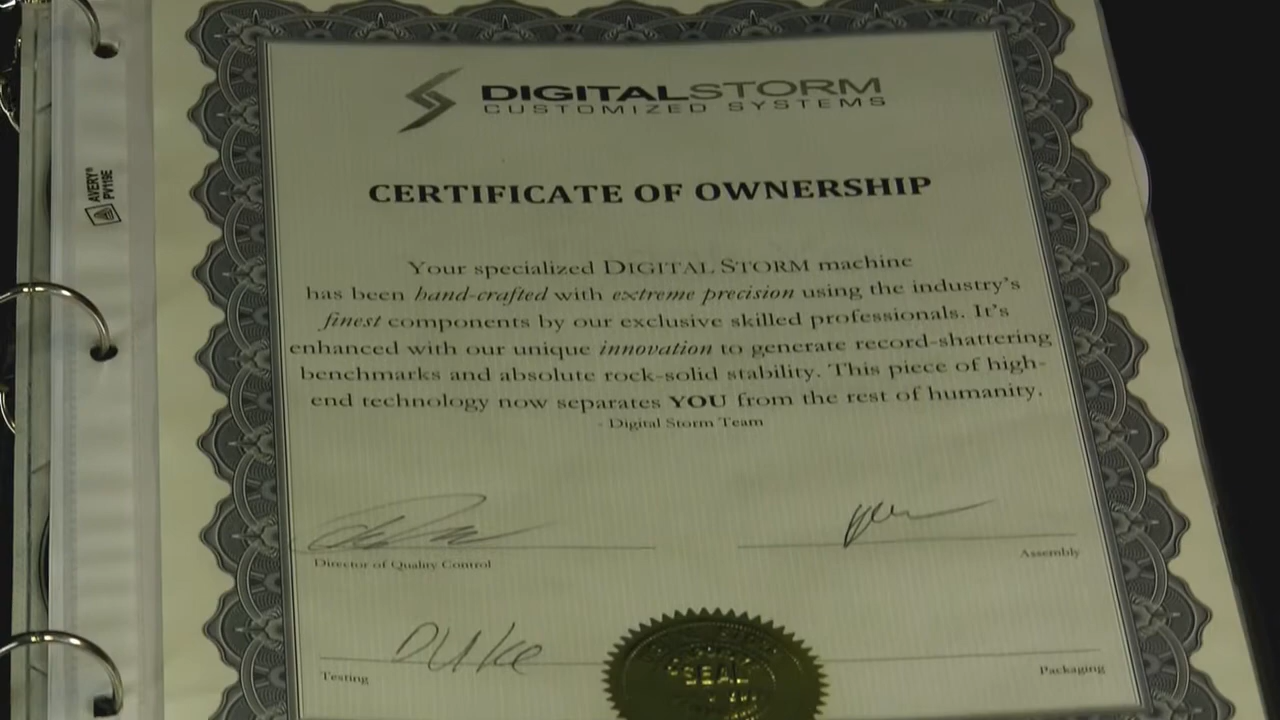 DIGITALSTORM
CUSTOMIZED SYSTEMS
AVERY®
PV119E
CERTIFICATE OF OWNERSHIP
Your specialized DIGITAL STORM machine
has been hand-crafted with extreme precision using the industry's
finest components by our exclusive skilled professionals. It's
enhanced with our unique innovation to generate record-shattering
benchmarks and absolute rock-solid stability. This piece of high-
end technology now separates YOU from the rest of humanity.
- Digital Storm Team
Director of Quality Control
Assembly
DUKe
Testing
SEAL
Packaging